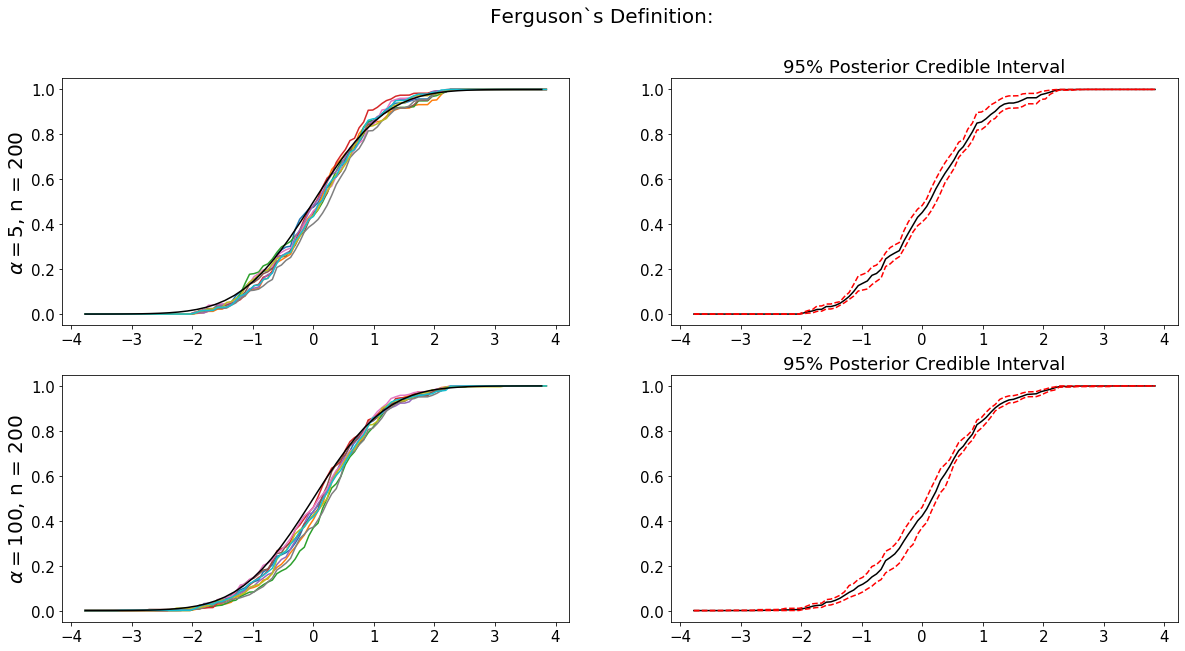 Ferguson`s Definition:
95% Posterior Credible Interval
α = 5, n = 200
1.0
0.8
0.6
0.4
0.2
0.0
−4 −3 −2 −1 0 1 2 3 4
1.0
0.8
0.6
0.4
0.2
0.0
−4 −3 −2 −1 0 1 2 3 4
95% Posterior Credible Interval
α = 100, n = 200
1.0
0.8
0.6
0.4
0.2
0.0
−4 −3 −2 −1 0 1 2 3 4
1.0
0.8
0.6
0.4
0.2
0.0
−4 −3 −2 −1 0 1 2 3 4